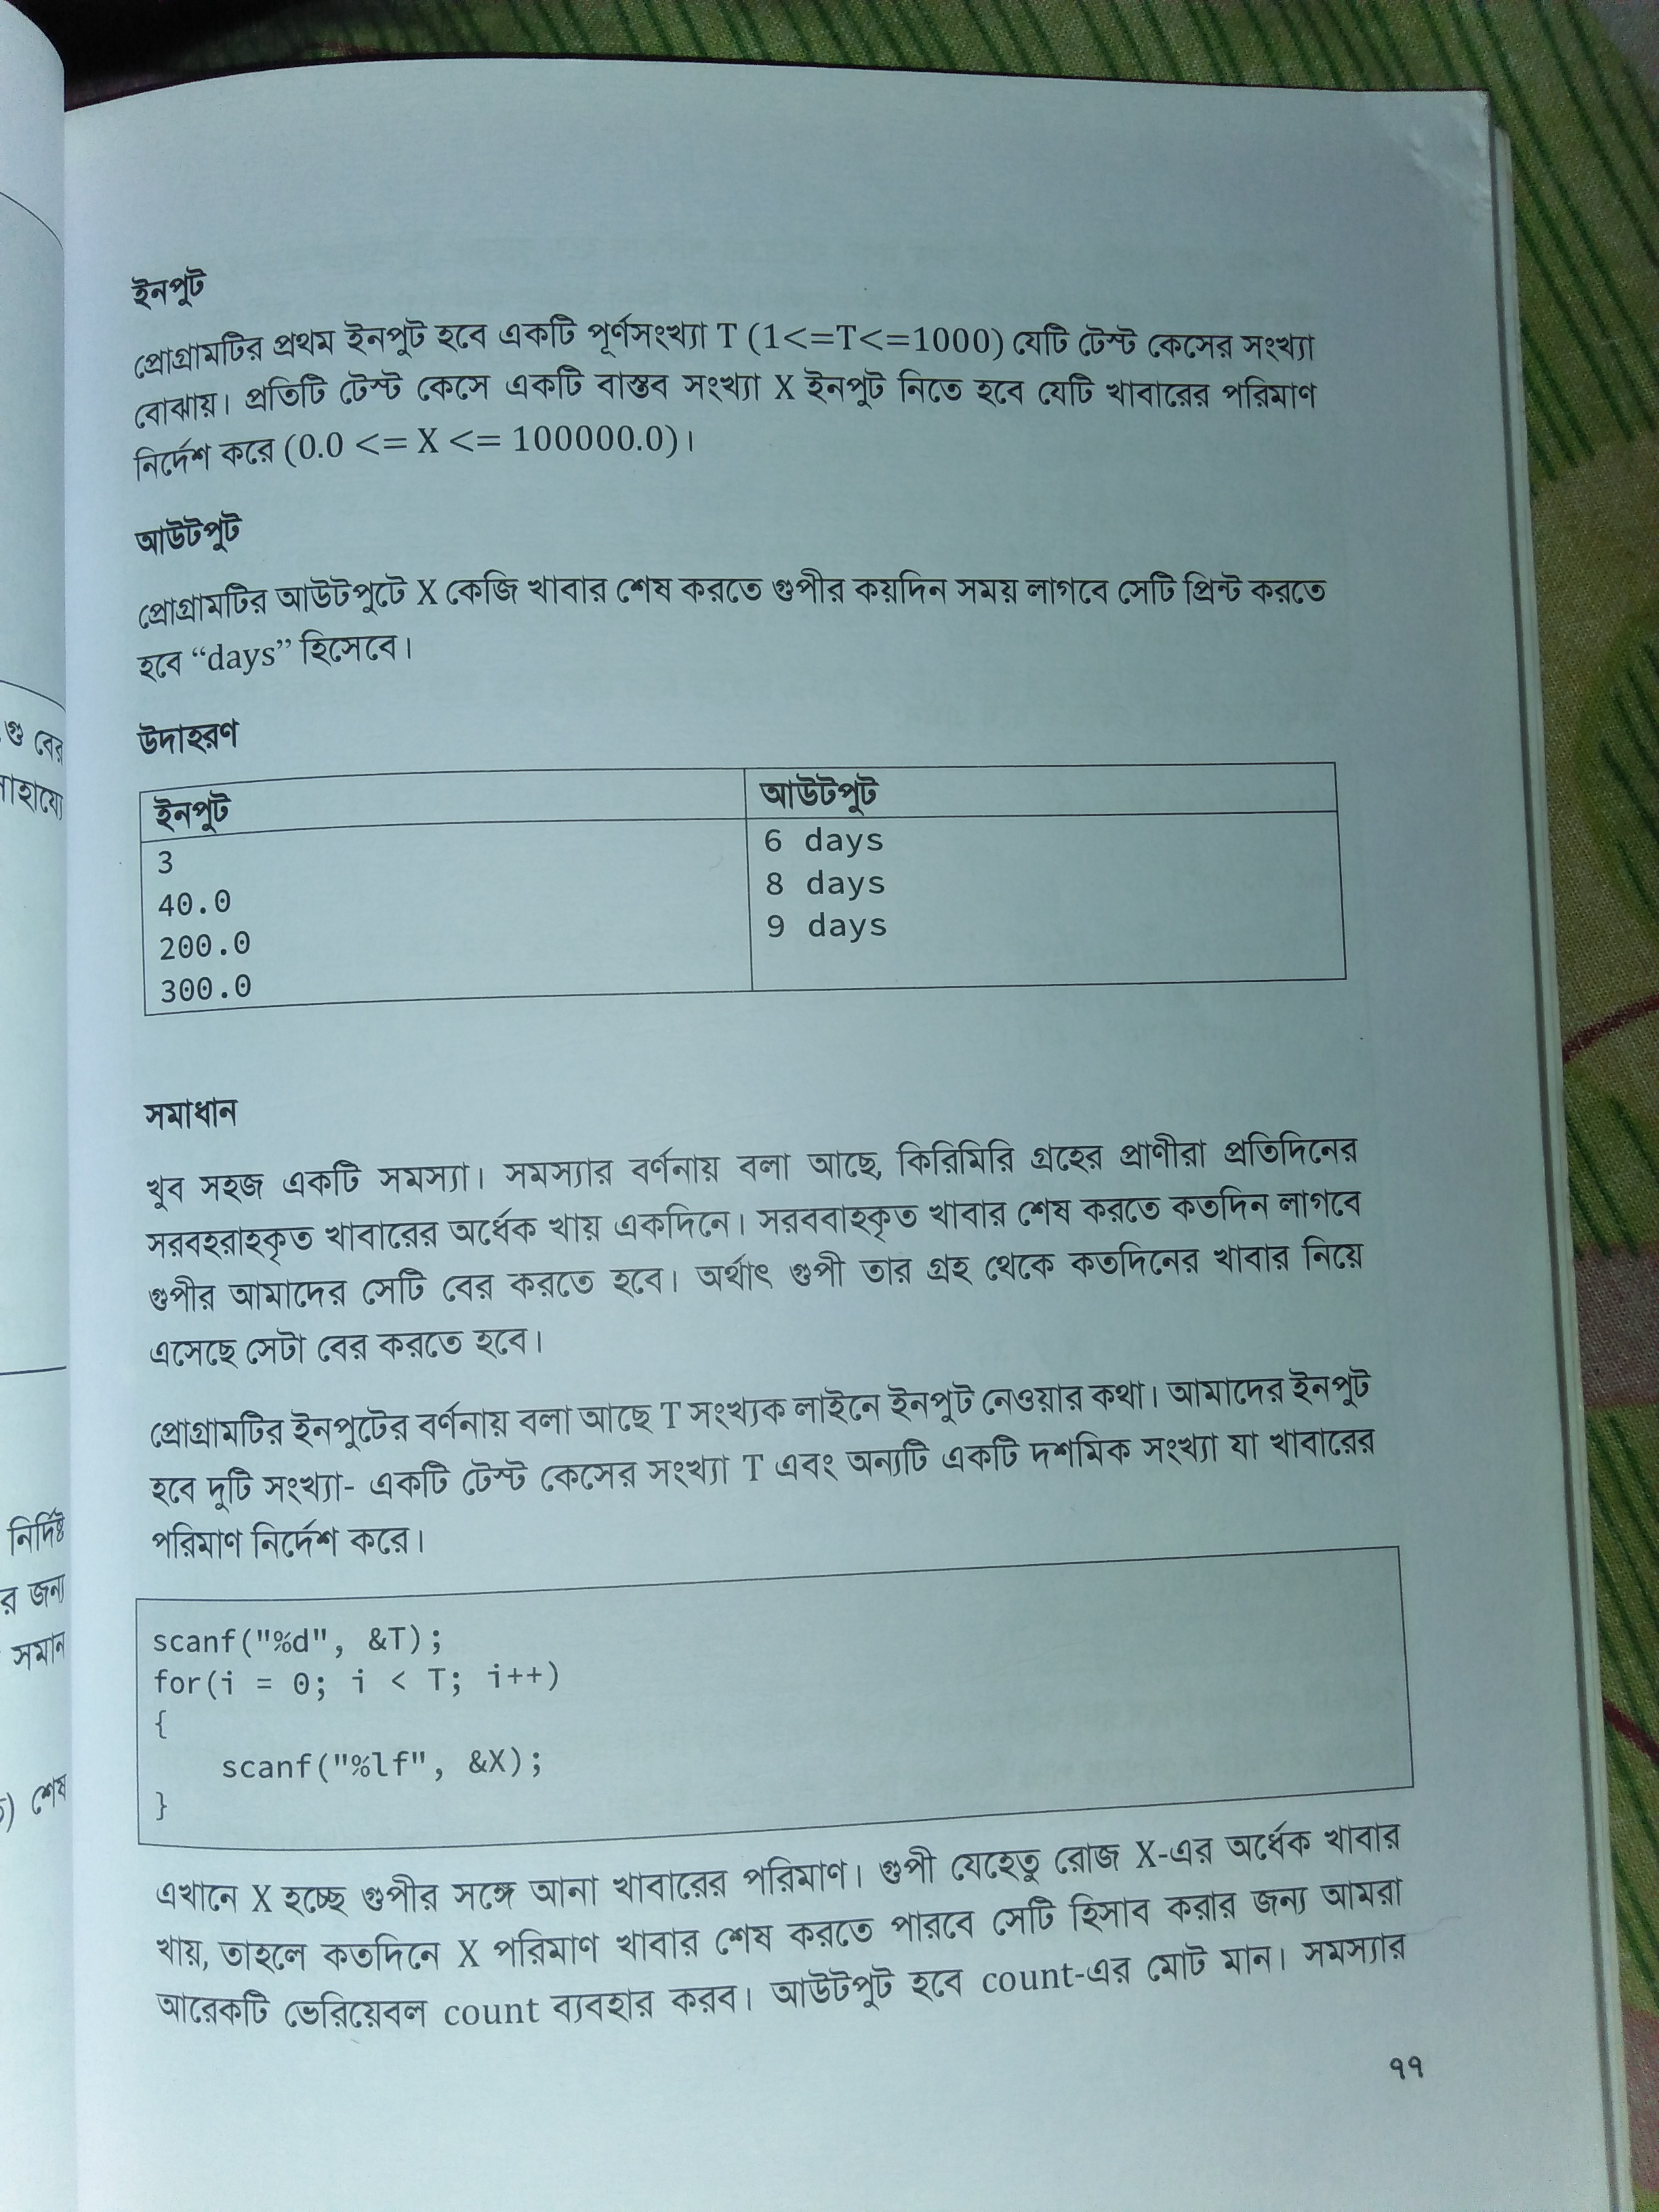 ইনপুট
প্রোগ্রামটির প্রথম ইনপুট হবে একটি পূর্ণসংখ্যা T (1<=T<=1000) যেটি টেস্ট কেসের সংখ্যা
বোঝায়। প্রতিটি টেস্ট কেসে একটি বাস্তব সংখ্যা X ইনপুট নিতে হবে যেটি খাবারের পরিমাণ
নির্দেশ করে (0.0 <= X <= 100000.0)।
আউটপুট
প্রোগ্রামটির আউটপুটে X কেজি খাবার শেষ করতে গুপীর কয়দিন সময় লাগবে সেটি প্রিন্ট করতে
হবে “days” হিসেবে।
উদাহরণ
ইনপুট
আউটপুট
3
40.0
200.0
300.0
6 days
8 days
9 days
সমাধান
খুব সহজ একটি সমস্যা। সমস্যার বর্ণনায় বলা আছে, কিরিমিরি গ্রহের প্রাণীরা প্রতিদিনের
সরবহরাহকৃত খাবারের অর্ধেক খায় একদিনে। সরববাহকৃত খাবার শেষ করতে কতদিন লাগবে
গুপীর আমাদের সেটি বের করতে হবে। অর্থাৎ গুপী তার গ্রহ থেকে কতদিনের খাবার নিয়ে
এসেছে সেটা বের করতে হবে।
প্রোগ্রামটির ইনপুটের বর্ণনায় বলা আছে T সংখ্যক লাইনে ইনপুট নেওয়ার কথা। আমাদের ইনপুট
হবে দুটি সংখ্যা- একটি টেস্ট কেসের সংখ্যা T এবং অন্যটি একটি দশমিক সংখ্যা যা খাবারের
পরিমাণ নির্দেশ করে।
scanf("%d", &T);
for(i = 0; i < T; i++)
{
scanf("%lf", &X);
}
এখানে X হচ্ছে গুপীর সঙ্গে আনা খাবারের পরিমাণ। গুপী যেহেতু রোজ X-এর অর্ধেক খাবার
খায়, তাহলে কতদিনে X পরিমাণ খাবার শেষ করতে পারবে সেটি হিসাব করার জন্য আমরা
আরেকটি ভেরিয়েবল count ব্যবহার করব। আউটপুট হবে count-এর মোট মান। সমস্যার
৭৭
বের
নির্দিষ্ট
র জন্য
সমান
শেষ